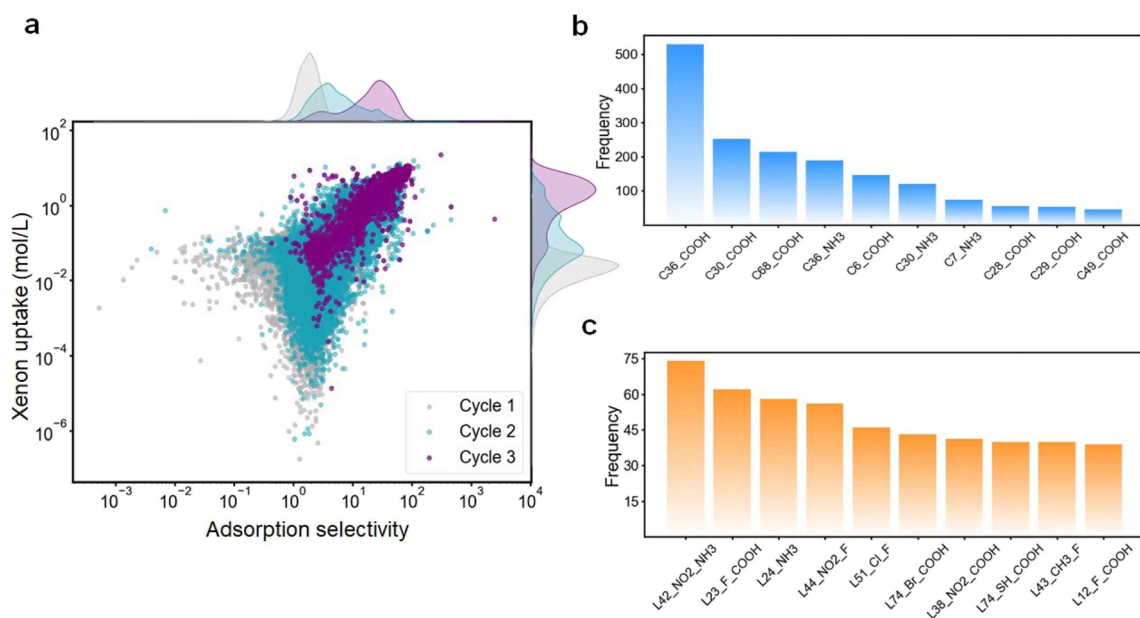 a
Xenon uptake (mol/L)
10^2
10^0
10^-2
10^-4
10^-6
Cycle 1
Cycle 2
Cycle 3
10^-3 10^-2 10^-1 10^0 10^1 10^2 10^3 10^4
Adsorption selectivity
b
Frequency
500
400
300
200
100
C36_COOH
C30_COOH
C88_COOH
C36_NH3
C6_COOH
C30_NH3
C7_NH3
C28_COOH
C29_COOH
C49_COOH
c
Frequency
75
60
45
30
15
L42_NO2_NH3
L23_F_COOH
L24_NH3
L44_NO2_F
L51_Cl_F
L74_Br_COOH
L38_NO2_COOH
L74_SH_COOH
L43_CH3_F
L12_F_COOH